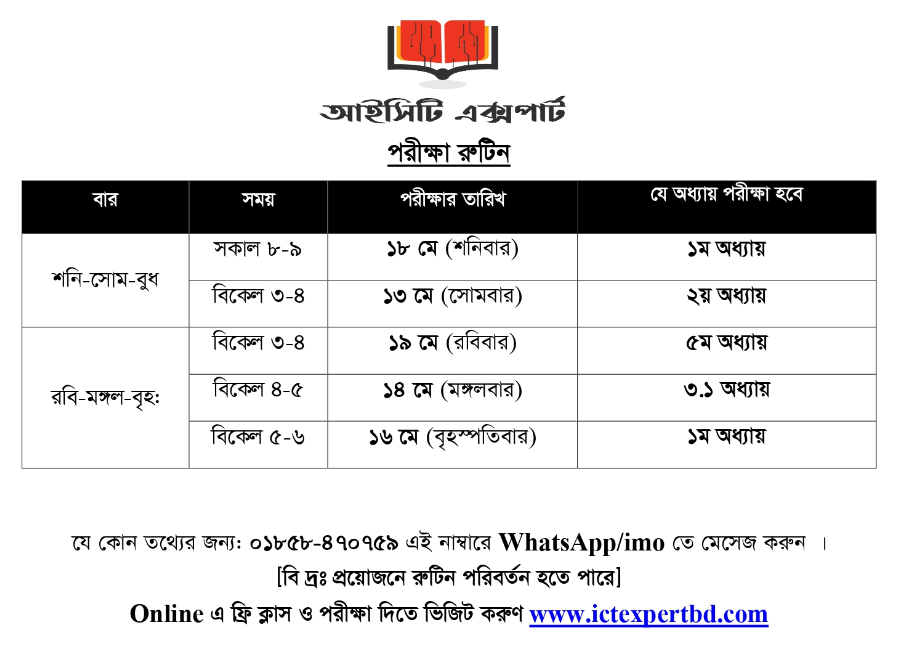 আইসিটি এক্সপার্ট
পরীক্ষা রুটিন
বার সময় পরীক্ষার তারিখ যে অধ্যায় পরীক্ষা হবে
শনি-সোম-বুধ সকাল ৮-৯ ১৮ মে (শনিবার) ১ম অধ্যায়
বিকেল ৩-৪ ১৩ মে (সোমবার) ২য় অধ্যায়
রবি-মঙ্গল-বৃহ: বিকেল ৩-৪ ১৯ মে (রবিবার) ৫ম অধ্যায়
বিকেল ৪-৫ ১৪ মে (মঙ্গলবার) ৩.১ অধ্যায়
বিকেল ৫-৬ ১৬ মে (বৃহস্পতিবার) ১ম অধ্যায়
যে কোন তথ্যের জন্য: ০১৮৫৮-৪৭০৭৫৯ এই নাম্বারে WhatsApp/imo তে মেসেজ করুন ।
[বি দ্রঃ প্রয়োজনে রুটিন পরিবর্তন হতে পারে]
Online এ ফ্রি ক্লাস ও পরীক্ষা দিতে ভিজিট করুণ www.ictexpertbd.com